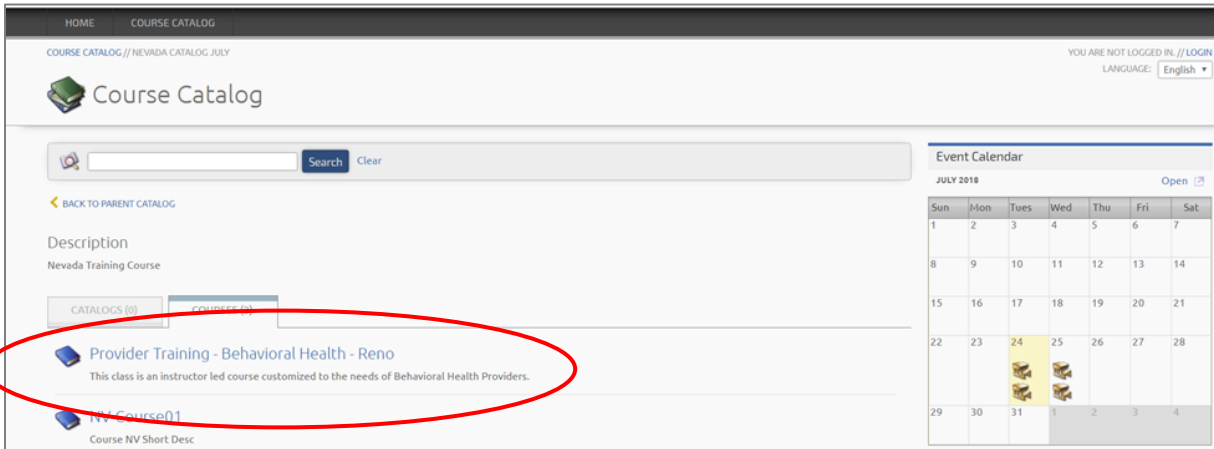 HOME COURSE CATALOG
COURSE CATALOG // NEVADA CATALOG JULY
YOU ARE NOT LOGGED IN. // LOGIN
LANGUAGE: English
Course Catalog
Search Clear
BACK TO PARENT CATALOG
Description
Nevada Training Course
CATALOGS (0) COURSES (2)
Provider Training - Behavioral Health - Reno
This class is an instructor led course customized to the needs of Behavioral Health Providers.
NV Course01
Course NV Short Desc
Event Calendar
JULY 2018 Open
Sun Mon Tues Wed Thu Fri Sat
1 2 3 4 5 6 7
8 9 10 11 12 13 14
15 16 17 18 19 20 21
22 23 24 25 26 27 28
29 30 31 1 2 3 4